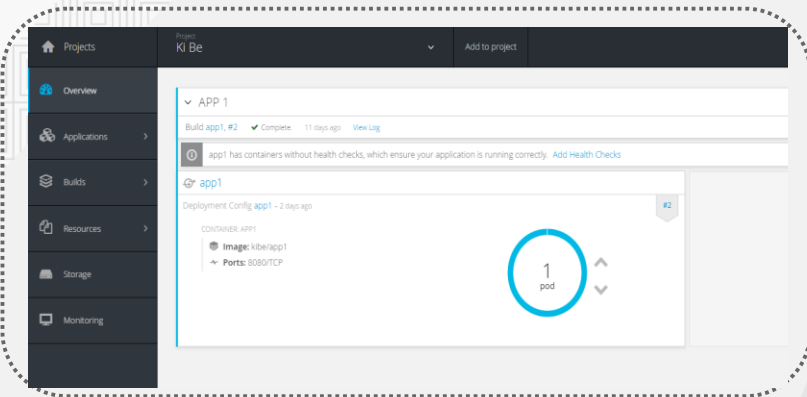 Projects
Project
Ki Be
Add to project
Overview
Applications
Builds
Resources
Storage
Monitoring
APP 1
Build app1, #2 Complete 11 days ago View Log
app1 has containers without health checks, which ensure your application is running correctly. Add Health Checks
app1
Deployment Config app1 - 2 days ago
#2
CONTAINER: APP1
Image: kibe/app1
Ports: 8080/TCP
1
pod